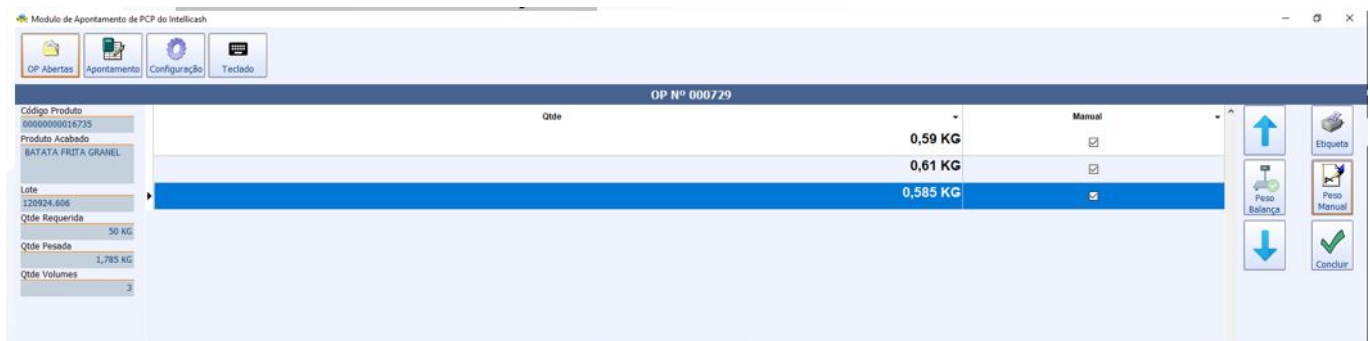 Modulo de Apontamento de PCP do Intellicash
OP Abertas
Apontamento
Configuração
Teclado
OP Nº 000729
Código Produto
00000000016735
Produto Acabado
BATATA FRITA GRANEL
Lote
120924.606
Qtde Requerida
50 KG
Qtde Pesada
1,785 KG
Qtde Volumes
3
Qtde
Manual
0,59 KG
0,61 KG
0,585 KG
Peso
Balança
Etiqueta
Peso
Manual
Concluir